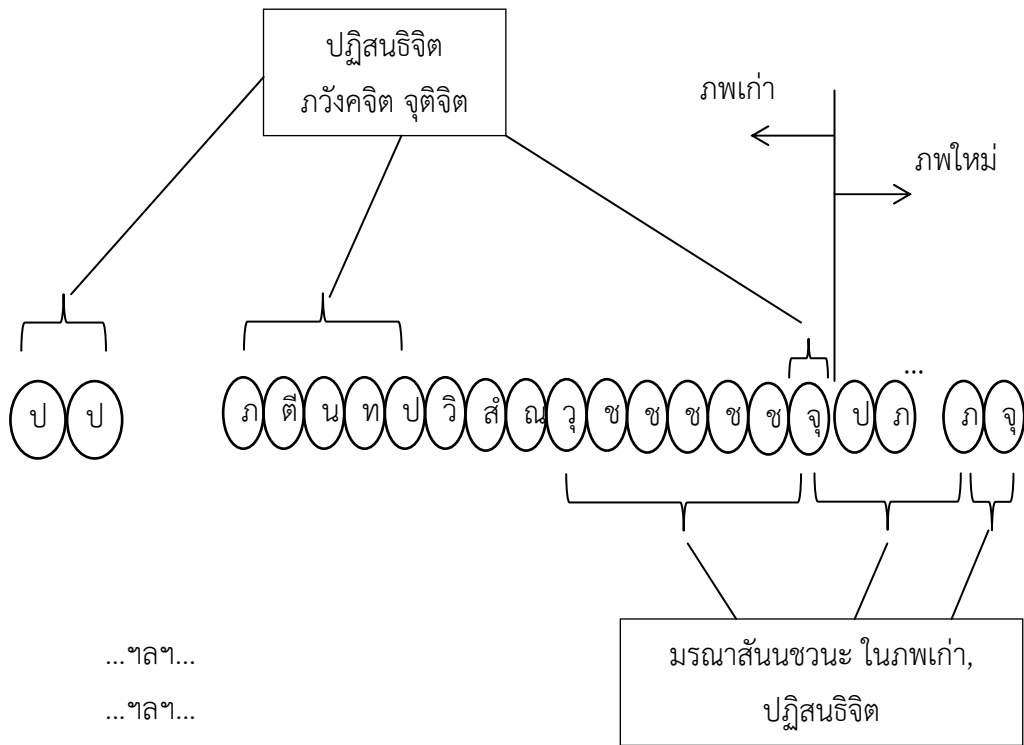 ปฏิสนธิจิต
ภวังคจิต จุติจิต
ภพเก่า
ภพใหม่
...
ป ป ภ ตี น ท ป วิ สํ ณ วุ ช ช ช ช ช จุ ป ภ ภ จุ
มรณาสันนชวนะ ในภพเก่า,
ปฏิสนธิจิต
...ฯลฯ...
...ฯลฯ...